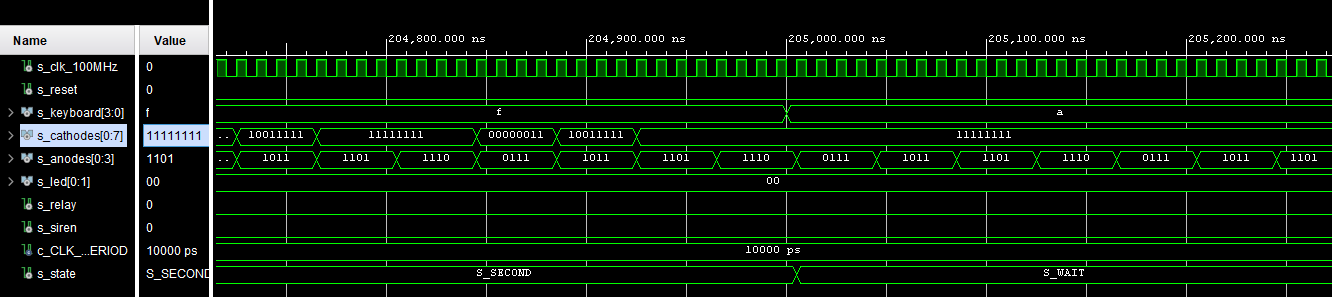 Name Value 204,800.000 ns 204,900.000 ns 205,000.000 ns 205,100.000 ns 205,200.000 ns
s_clk_100MHz 0
s_reset 0
s_keyboard[3:0] f f a
s_cathodes[0:7] 11111111 .. 10011111 11111111 00000011 10011111 11111111
s_anodes[0:3] 1101 .. 1011 1101 1110 0111 1011 1101 1110 0111 1011 1101 1110 0111 1011 1101
s_led[0:1] 00 00
s_relay 0
s_siren 0
c_CLK_...ERIOD 10000 ps 10000 ps
s_state S_SECOND S_SECOND S_WAIT